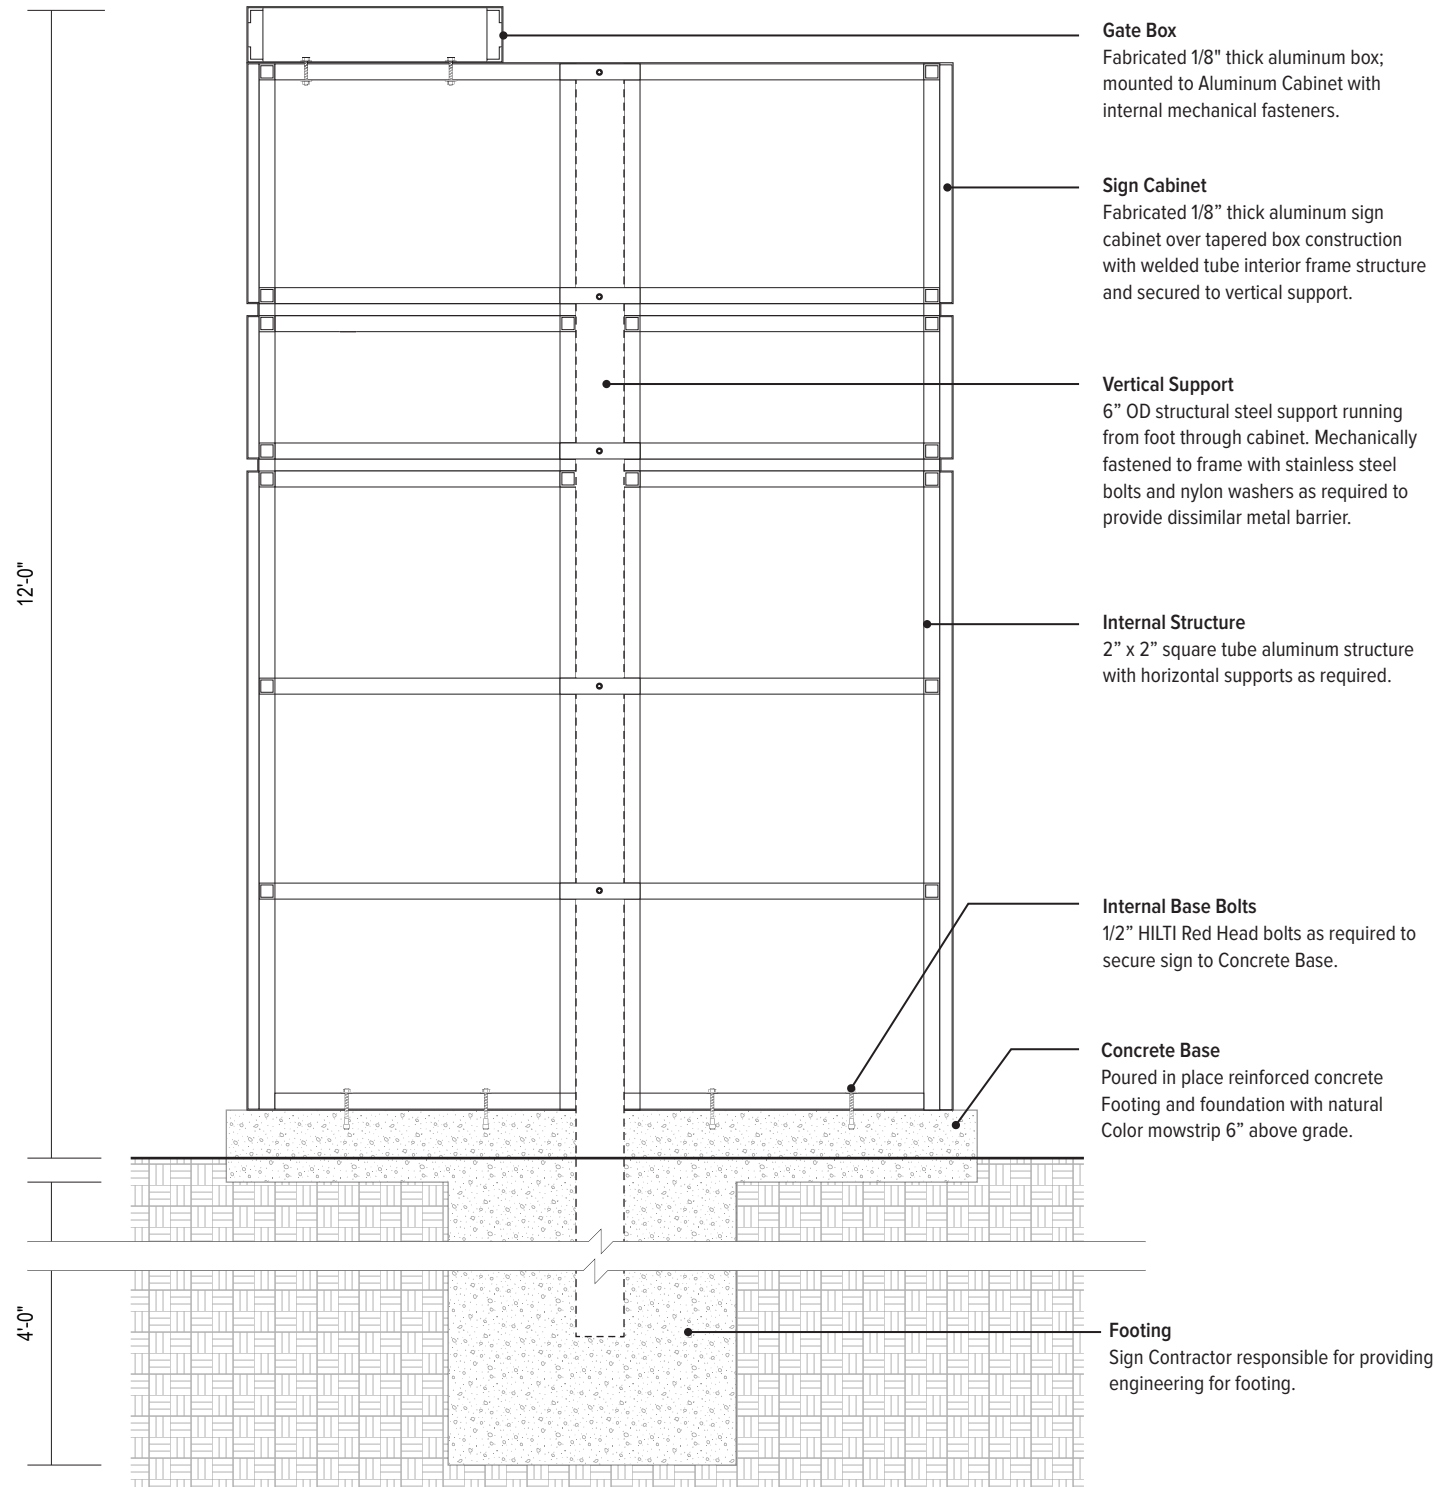 Gate Box
Fabricated 1/8" thick aluminum box;
mounted to Aluminum Cabinet with
internal mechanical fasteners.
Sign Cabinet
Fabricated 1/8” thick aluminum sign
cabinet over tapered box construction
with welded tube interior frame structure
and secured to vertical support.
Vertical Support
6” OD structural steel support running
from foot through cabinet. Mechanically
fastened to frame with stainless steel
bolts and nylon washers as required to
provide dissimilar metal barrier.
12'-0"
Internal Structure
2” x 2” square tube aluminum structure
with horizontal supports as required.
Internal Base Bolts
1/2” HILTI Red Head bolts as required to
secure sign to Concrete Base.
Concrete Base
Poured in place reinforced concrete
Footing and foundation with natural
Color mowstrip 6” above grade.
4'-0"
Footing
Sign Contractor responsible for providing
engineering for footing.